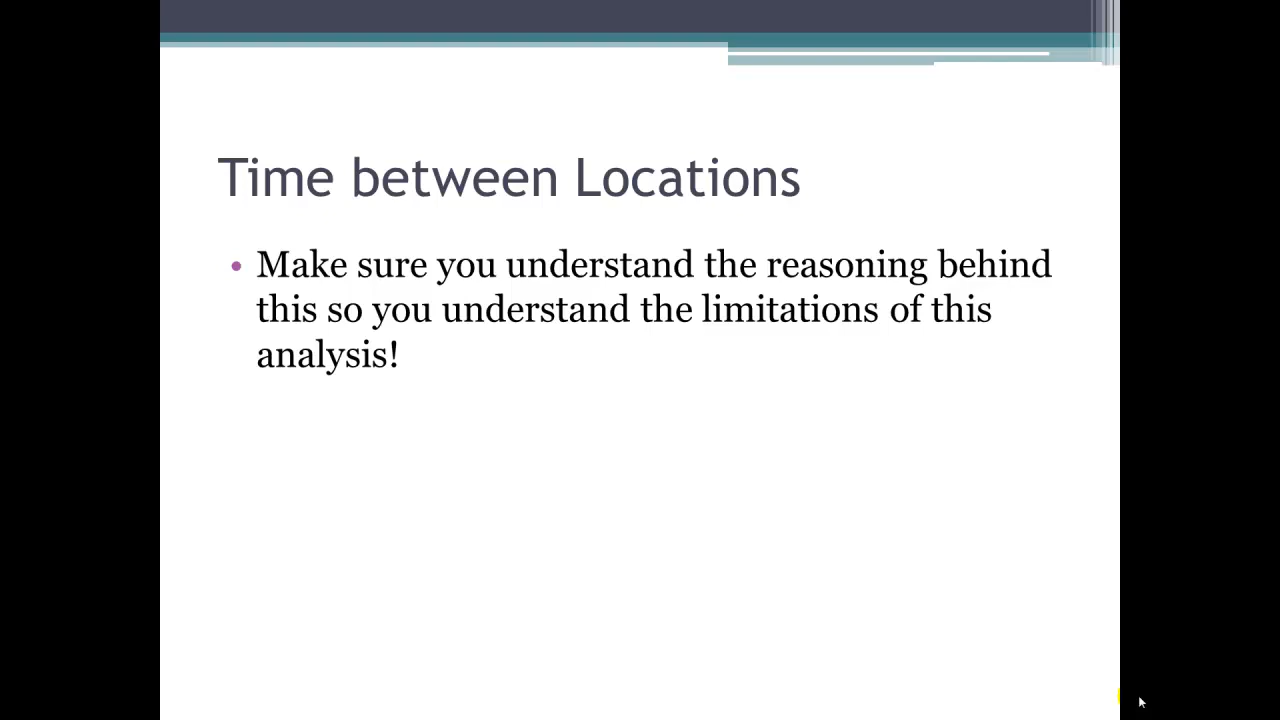 Time between Locations
• Make sure you understand the reasoning behind
this so you understand the limitations of this
analysis!